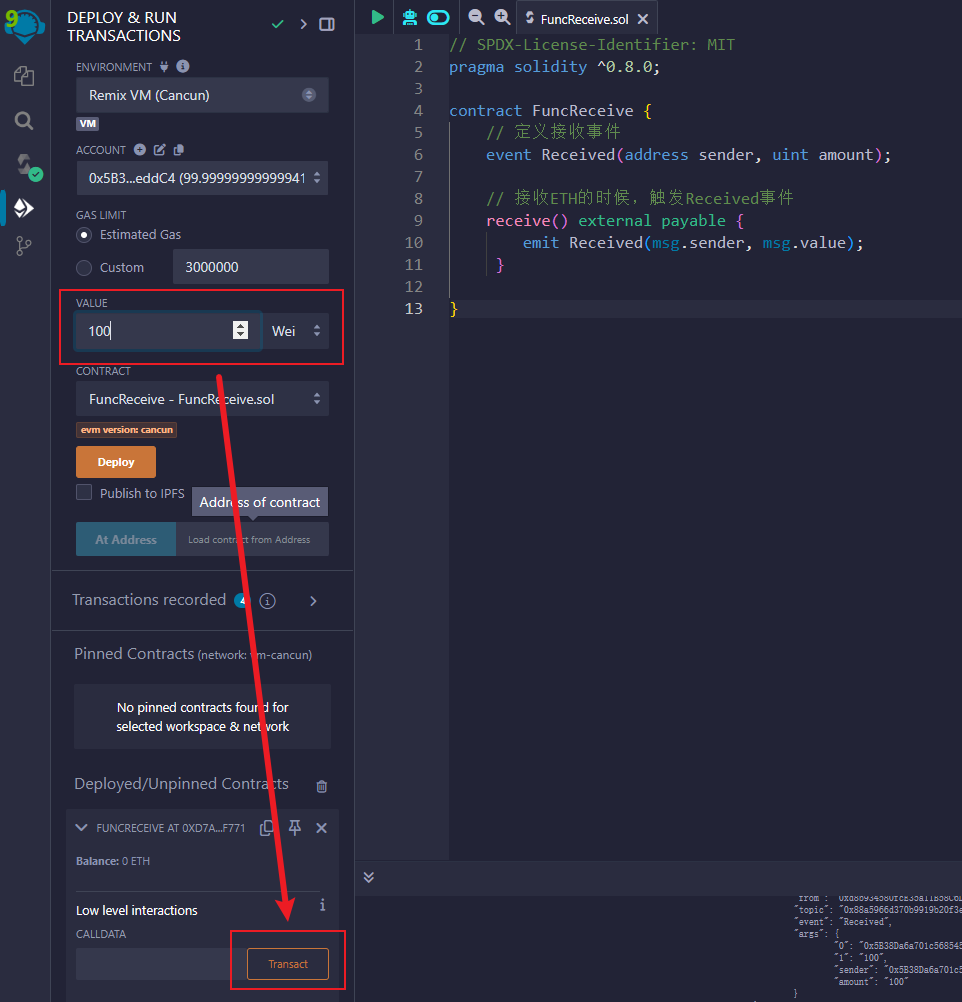 9
DEPLOY & RUN
TRANSACTIONS
ENVIRONMENT
Remix VM (Cancun)
VM
ACCOUNT
0x5B3...eddC4 (99.99999999999941
GAS LIMIT
Estimated Gas
Custom
3000000
VALUE
100
Wei
CONTRACT
FuncReceive - FuncReceive.sol
evm version: cancun
Deploy
Publish to IPFS
Address of contract
At Address
Load contract from Address
Transactions recorded 4
Pinned Contracts (network: vm-cancun)
No pinned contracts found for
selected workspace & network
Deployed/Unpinned Contracts
FUNCRECEIVE AT 0XD7A...F771
Balance: 0 ETH
Low level interactions
CALLDATA
Transact
FuncReceive.sol
1 // SPDX-License-Identifier: MIT
2 pragma solidity ^0.8.0;
3
4 contract FuncReceive {
5 // 定义接收事件
6 event Received(address sender, uint amount);
7
8 // 接收ETH的时候，触发Received事件
9 receive() external payable {
10 emit Received(msg.sender, msg.value);
11 }
12
13 }
"topic": "0x88a5966d370b9919b20f3e
"event": "Received",
"args": {
"0": "0x5B38Da6a701c568545
"1": "100",
"sender": "0x5B38Da6a701c5
"amount": "100"
}